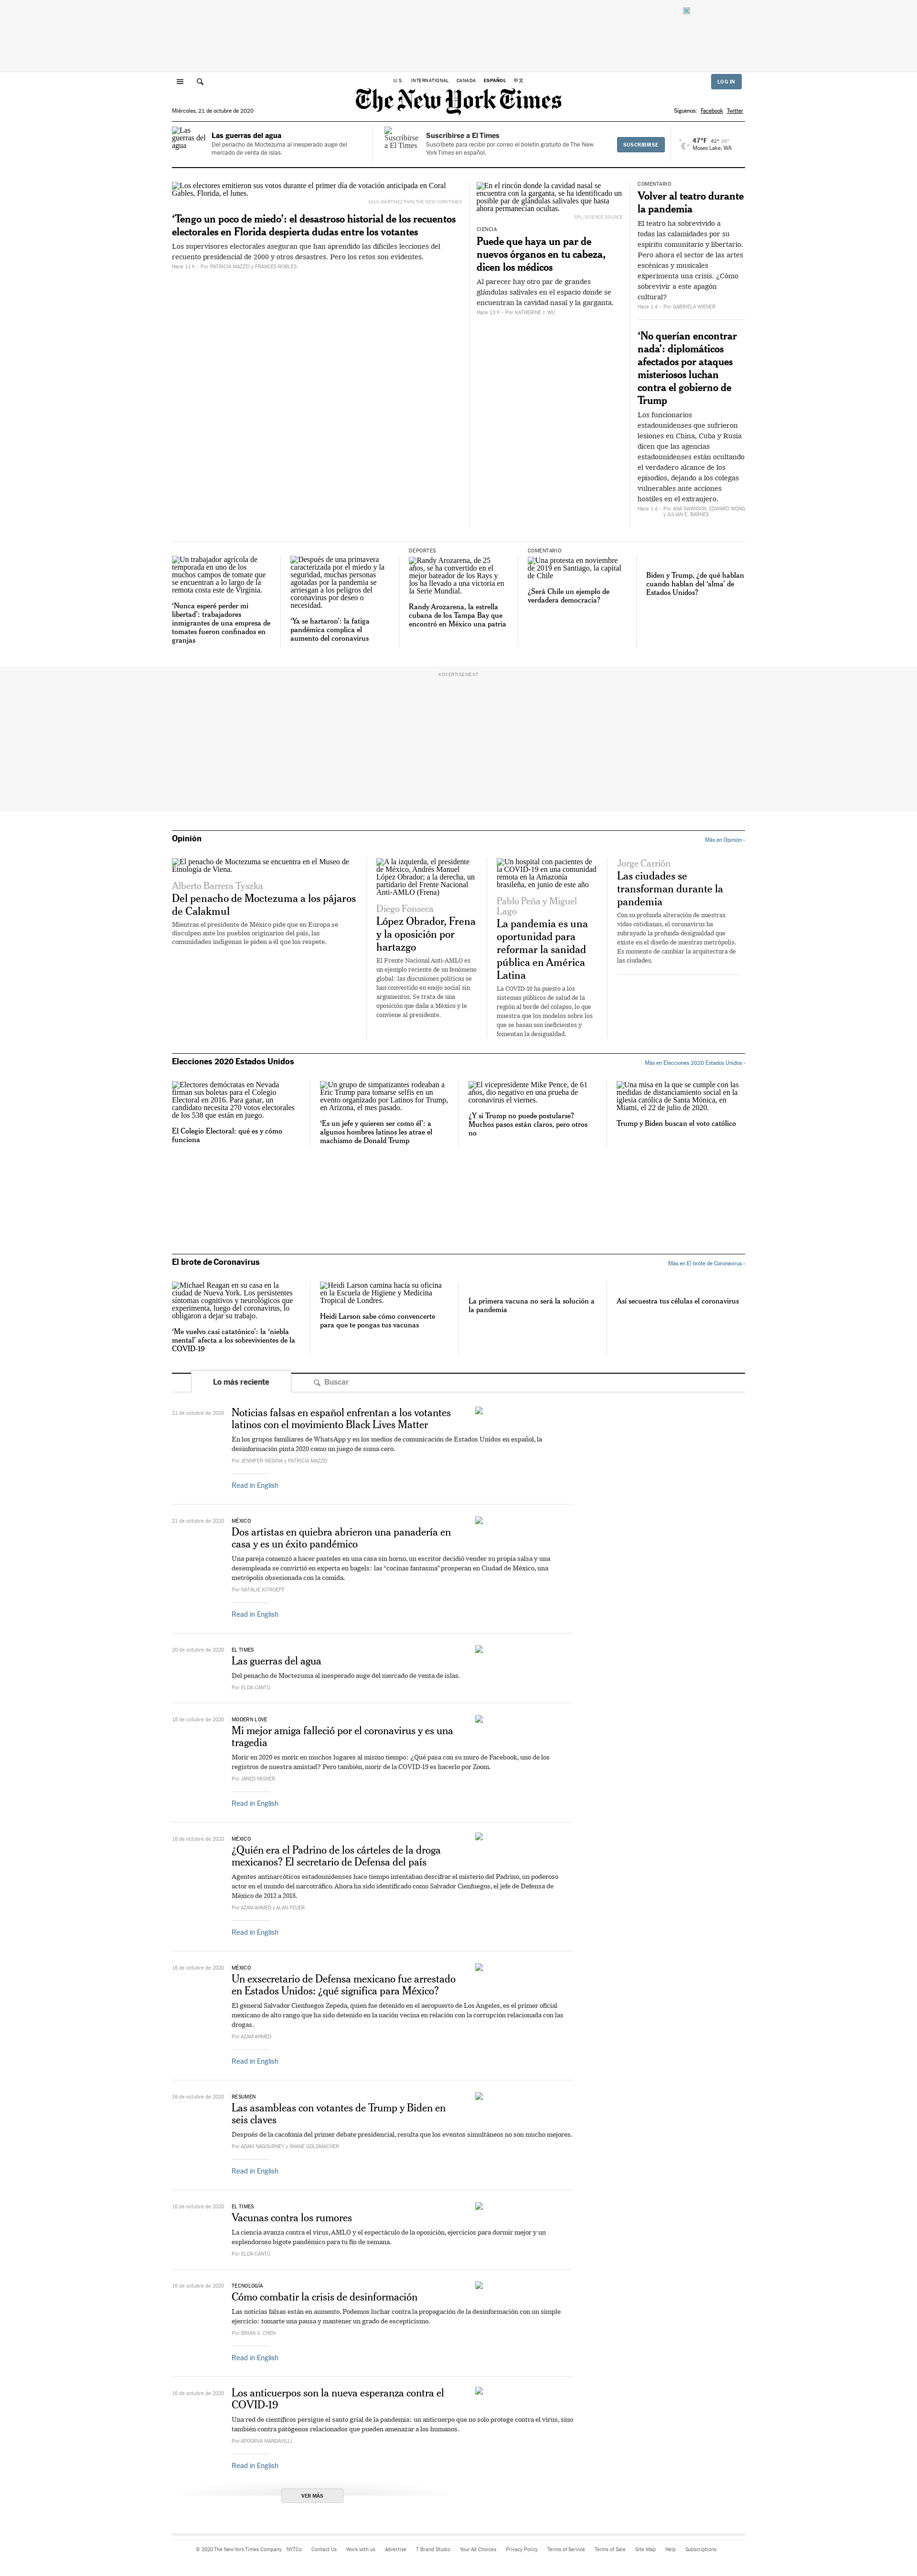 U.S. INTERNATIONAL CANADA ESPAÑOL 中文
LOG IN
The New York Times
Miércoles, 21 de octubre de 2020
Síguenos: Facebook Twitter
Las guerras del agua
Las guerras del agua
Del penacho de Moctezuma al inesperado auge del
mercado de venta de islas.
Suscribirse a El Times
Suscribirse a El Times
Suscríbete para recibir por correo el boletín gratuito de The New
York Times en español.
SUSCRIBIRSE
47°F 62° 39°
Moses Lake, WA
Los electores emitieron sus votos durante el primer día de votación anticipada en Coral
Gables, Florida, el lunes.
SAUL MARTINEZ PARA THE NEW YORK TIMES
‘Tengo un poco de miedo’: el desastroso historial de los recuentos
electorales en Florida despierta dudas entre los votantes
Los supervisores electorales aseguran que han aprendido las difíciles lecciones del
recuento presidencial de 2000 y otros desastres. Pero los retos son evidentes.
Hace 11 h - Por PATRICIA MAZZEI y FRANCES ROBLES
En el rincón donde la cavidad nasal se
encuentra con la garganta, se ha identificado un
posible par de glándulas salivales que hasta
ahora permanecían ocultas.
SPL/SCIENCE SOURCE
CIENCIA
Puede que haya un par de
nuevos órganos en tu cabeza,
dicen los médicos
Al parecer hay otro par de grandes
glándulas salivales en el espacio donde se
encuentran la cavidad nasal y la garganta.
Hace 13 h - Por KATHERINE J. WU
COMENTARIO
Volver al teatro durante
la pandemia
El teatro ha sobrevivido a
todas las calamidades por su
espíritu comunitario y libertario.
Pero ahora el sector de las artes
escénicas y musicales
experimenta una crisis. ¿Cómo
sobrevivir a este apagón
cultural?
Hace 1 d - Por GABRIELA WIENER
‘No querían encontrar
nada’: diplomáticos
afectados por ataques
misteriosos luchan
contra el gobierno de
Trump
Los funcionarios
estadounidenses que sufrieron
lesiones en China, Cuba y Rusia
dicen que las agencias
estadounidenses están ocultando
el verdadero alcance de los
episodios, dejando a los colegas
vulnerables ante acciones
hostiles en el extranjero.
Hace 1 d - Por ANA SWANSON, EDWARD WONG
y JULIAN E. BARNES
Un trabajador agrícola de
temporada en uno de los
muchos campos de tomate que
se encuentran a lo largo de la
remota costa este de Virginia.
‘Nunca esperé perder mi
libertad’: trabajadores
inmigrantes de una empresa de
tomates fueron confinados en
granjas
Después de una primavera
caracterizada por el miedo y la
seguridad, muchas personas
agotadas por la pandemia se
arriesgan a los peligros del
coronavirus por deseo o
necesidad.
‘Ya se hartaron’: la fatiga
pandémica complica el
aumento del coronavirus
DEPORTES
Randy Arozarena, de 25
años, se ha convertido en el
mejor bateador de los Rays y
los ha llevado a una victoria en
la Serie Mundial.
Randy Arozarena, la estrella
cubana de los Tampa Bay que
encontró en México una patria
COMENTARIO
Una protesta en noviembre
de 2019 en Santiago, la capital
de Chile
¿Será Chile un ejemplo de
verdadera democracia?
Biden y Trump, ¿de qué hablan
cuando hablan del ‘alma’ de
Estados Unidos?
ADVERTISEMENT
Opinión
Más en Opinión ›
El penacho de Moctezuma se encuentra en el Museo de
Etnología de Viena.
Alberto Barrera Tyszka
Del penacho de Moctezuma a los pájaros
de Calakmul
Mientras el presidente de México pide que en Europa se
disculpen ante los pueblos originarios del país, las
comunidades indígenas le piden a él que los respete.
A la izquierda, el presidente
de México, Andrés Manuel
López Obrador; a la derecha, un
partidario del Frente Nacional
Anti-AMLO (Frena)
Diego Fonseca
López Obrador, Frena
y la oposición por
hartazgo
El Frente Nacional Anti-AMLO es
un ejemplo reciente de un fenómeno
global: las discusiones políticas se
han convertido en enojo social sin
argumentos. Se trata de una
oposición que daña a México y le
conviene al presidente.
Un hospital con pacientes de
la COVID-19 en una comunidad
remota en la Amazonía
brasileña, en junio de este año
Pablo Peña y Miguel
Lago
La pandemia es una
oportunidad para
reformar la sanidad
pública en América
Latina
La COVID-19 ha puesto a los
sistemas públicos de salud de la
región al borde del colapso, lo que
muestra que los modelos sobre los
que se basan son ineficientes y
fomentan la desigualdad.
Jorge Carrión
Las ciudades se
transforman durante la
pandemia
Con su profunda alteración de nuestras
vidas cotidianas, el coronavirus ha
subrayado la profunda desigualdad que
existe en el diseño de nuestras metrópolis.
Es momento de cambiar la arquitectura de
las ciudades.
Elecciones 2020 Estados Unidos
Más en Elecciones 2020 Estados Unidos ›
Electores demócratas en Nevada
firman sus boletas para el Colegio
Electoral en 2016. Para ganar, un
candidato necesita 270 votos electorales
de los 538 que están en juego.
El Colegio Electoral: qué es y cómo
funciona
Un grupo de simpatizantes rodeaban a
Eric Trump para tomarse selfis en un
evento organizado por Latinos for Trump,
en Arizona, el mes pasado.
‘Es un jefe y quieren ser como él’: a
algunos hombres latinos les atrae el
machismo de Donald Trump
El vicepresidente Mike Pence, de 61
años, dio negativo en una prueba de
coronavirus el viernes.
¿Y si Trump no puede postularse?
Muchos pasos están claros, pero otros
no
Una misa en la que se cumple con las
medidas de distanciamiento social en la
iglesia católica de Santa Mónica, en
Miami, el 22 de julio de 2020.
Trump y Biden buscan el voto católico
El brote de Coronavirus
Más en El brote de Coronavirus ›
Michael Reagan en su casa en la
ciudad de Nueva York. Los persistentes
síntomas cognitivos y neurológicos que
experimenta, luego del coronavirus, lo
obligaron a dejar su trabajo.
‘Me vuelvo casi catatónico’: la ‘niebla
mental’ afecta a los sobrevivientes de la
COVID-19
Heidi Larson camina hacia su oficina
en la Escuela de Higiene y Medicina
Tropical de Londres.
Heidi Larson sabe cómo convencerte
para que te pongas tus vacunas
La primera vacuna no será la solución a
la pandemia
Así secuestra tus células el coronavirus
Lo más reciente
Buscar
21 de octubre de 2020
Noticias falsas en español enfrentan a los votantes
latinos con el movimiento Black Lives Matter
En los grupos familiares de WhatsApp y en los medios de comunicación de Estados Unidos en español, la
desinformación pinta 2020 como un juego de suma cero.
Por JENNIFER MEDINA y PATRICIA MAZZEI
Read in English
21 de octubre de 2020
MÉXICO
Dos artistas en quiebra abrieron una panadería en
casa y es un éxito pandémico
Una pareja comenzó a hacer pasteles en una casa sin horno, un escritor decidió vender su propia salsa y una
desempleada se convirtió en experta en bagels: las “cocinas fantasma” prosperan en Ciudad de México, una
metrópolis obsesionada con la comida.
Por NATALIE KITROEFF
Read in English
20 de octubre de 2020
EL TIMES
Las guerras del agua
Del penacho de Moctezuma al inesperado auge del mercado de venta de islas.
Por ELDA CANTÚ
18 de octubre de 2020
MODERN LOVE
Mi mejor amiga falleció por el coronavirus y es una
tragedia
Morir en 2020 es morir en muchos lugares al mismo tiempo: ¿Qué pasa con su muro de Facebook, uno de los
registros de nuestra amistad? Pero también, morir de la COVID-19 es hacerlo por Zoom.
Por JARED MISNER
Read in English
16 de octubre de 2020
MÉXICO
¿Quién era el Padrino de los cárteles de la droga
mexicanos? El secretario de Defensa del país
Agentes antinarcóticos estadounidenses hace tiempo intentaban descifrar el misterio del Padrino, un poderoso
actor en el mundo del narcotráfico. Ahora ha sido identificado como Salvador Cienfuegos, el jefe de Defensa de
México de 2012 a 2018.
Por AZAM AHMED y ALAN FEUER
Read in English
16 de octubre de 2020
MÉXICO
Un exsecretario de Defensa mexicano fue arrestado
en Estados Unidos: ¿qué significa para México?
El general Salvador Cienfuegos Zepeda, quien fue detenido en el aeropuerto de Los Ángeles, es el primer oficial
mexicano de alto rango que ha sido detenido en la nación vecina en relación con la corrupción relacionada con las
drogas.
Por AZAM AHMED
Read in English
16 de octubre de 2020
RESUMEN
Las asambleas con votantes de Trump y Biden en
seis claves
Después de la cacofonía del primer debate presidencial, resulta que los eventos simultáneos no son mucho mejores.
Por ADAM NAGOURNEY y SHANE GOLDMACHER
Read in English
16 de octubre de 2020
EL TIMES
Vacunas contra los rumores
La ciencia avanza contra el virus, AMLO y el espectáculo de la oposición, ejercicios para dormir mejor y un
esplendoroso bigote pandémico para tu fin de semana.
Por ELDA CANTÚ
16 de octubre de 2020
TECNOLOGÍA
Cómo combatir la crisis de desinformación
Las noticias falsas están en aumento. Podemos luchar contra la propagación de la desinformación con un simple
ejercicio: tomarte una pausa y mantener un grado de escepticismo.
Por BRIAN X. CHEN
Read in English
16 de octubre de 2020
Los anticuerpos son la nueva esperanza contra el
COVID-19
Una red de científicos persigue el santo grial de la pandemia: un anticuerpo que no solo protege contra el virus, sino
también contra patógenos relacionados que pueden amenazar a los humanos.
Por APOORVA MANDAVILLI
Read in English
VER MÁS
© 2020 The New York Times Company NYTCo Contact Us Work with us Advertise T Brand Studio Your Ad Choices Privacy Policy Terms of Service Terms of Sale Site Map Help Subscriptions